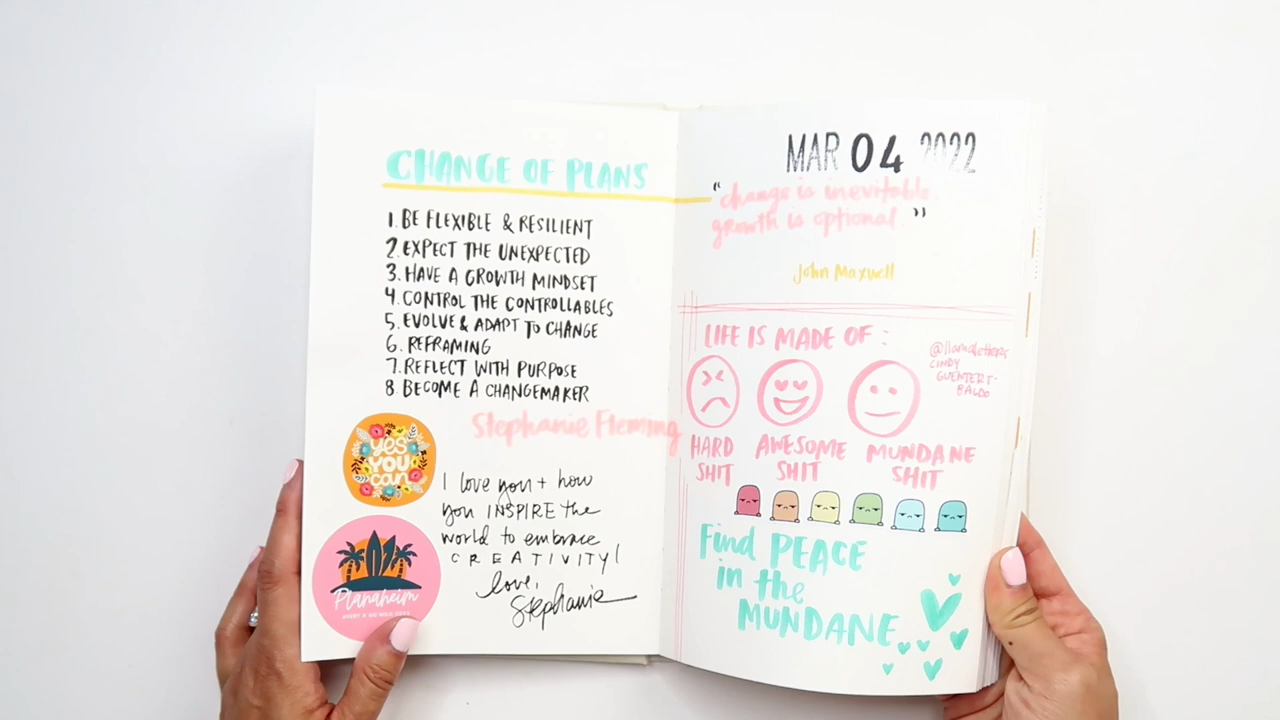 CHANGE OF PLANS
1. BE FLEXIBLE & RESILIENT
2. EXPECT THE UNEXPECTED
3. HAVE A GROWTH MINDSET
4. CONTROL THE CONTROLLABLES
5. EVOLVE & ADAPT TO CHANGE
6. REFRAMING
7. REFLECT WITH PURPOSE
8 BECOME A CHANGEMAKER
Stephanie Fleming
yes
YOU
can
I love you + how
you INSPIRE the
world to embrace
CREATIVITY!
love,
Stephanie
Planaheim
MAR 04 2022
"change is inevitable.
growth is optional."
John Maxwell
LIFE IS MADE OF:
@llamaletters
CINDY
GUENTERT-
BALDO
HARD
SHIT
AWESOME
SHIT
MUNDANE
SHIT
Find PEACE
in the
MUNDANE